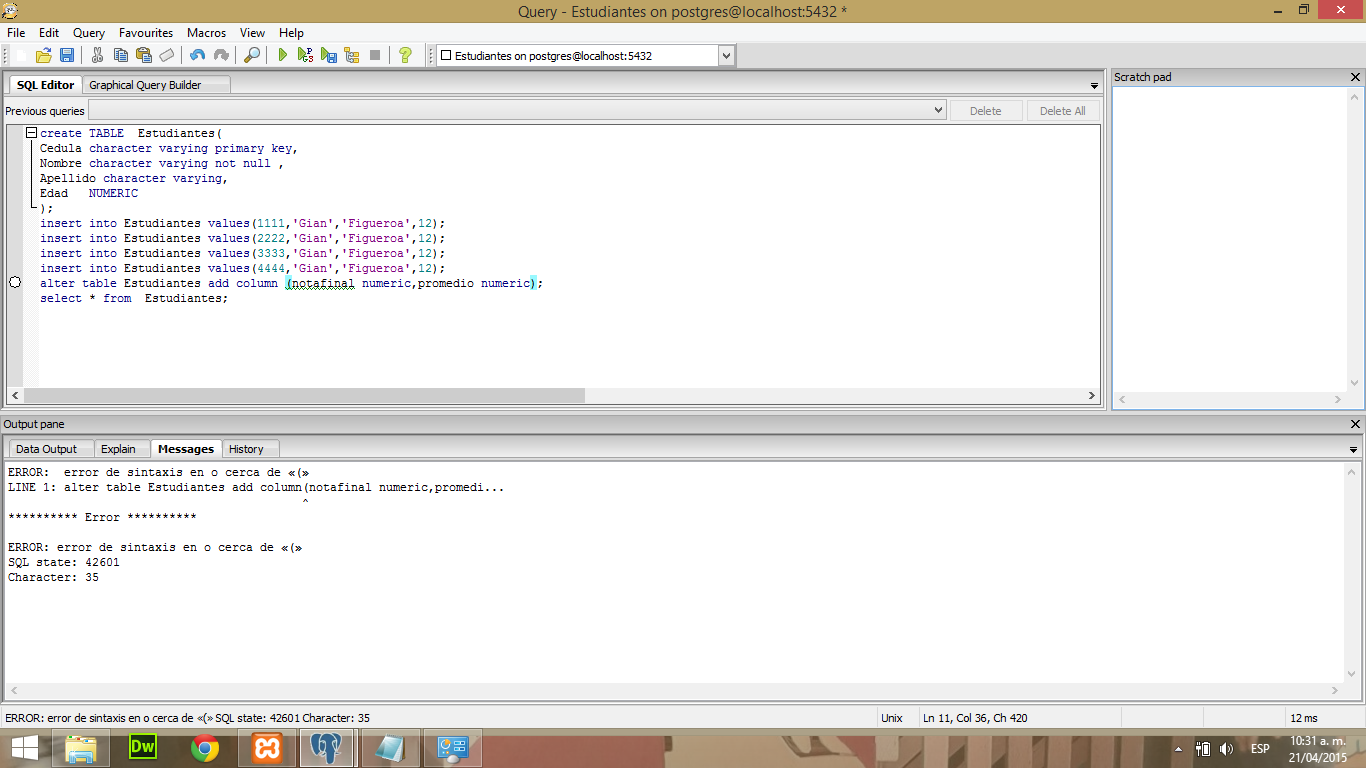 Query - Estudiantes on postgres@localhost:5432 *
File Edit Query Favourites Macros View Help
Estudiantes on postgres@localhost:5432
SQL Editor Graphical Query Builder
Scratch pad
Previous queries Delete Delete All
create TABLE  Estudiantes(
Cedula character varying primary key,
Nombre character varying not null ,
Apellido character varying,
Edad   NUMERIC
);
insert into Estudiantes values(1111,'Gian','Figueroa',12);
insert into Estudiantes values(2222,'Gian','Figueroa',12);
insert into Estudiantes values(3333,'Gian','Figueroa',12);
insert into Estudiantes values(4444,'Gian','Figueroa',12);
alter table Estudiantes add column (notafinal numeric,promedio numeric);
select * from  Estudiantes;
Output pane
Data Output Explain Messages History
ERROR:  error de sintaxis en o cerca de «(»
LINE 1: alter table Estudiantes add column(notafinal numeric,promedi...
^
********** Error **********
ERROR: error de sintaxis en o cerca de «(»
SQL state: 42601
Character: 35
ERROR: error de sintaxis en o cerca de «(» SQL state: 42601 Character: 35
Unix
Ln 11, Col 36, Ch 420
12 ms
Dw
ESP
10:31 a. m.
21/04/2015